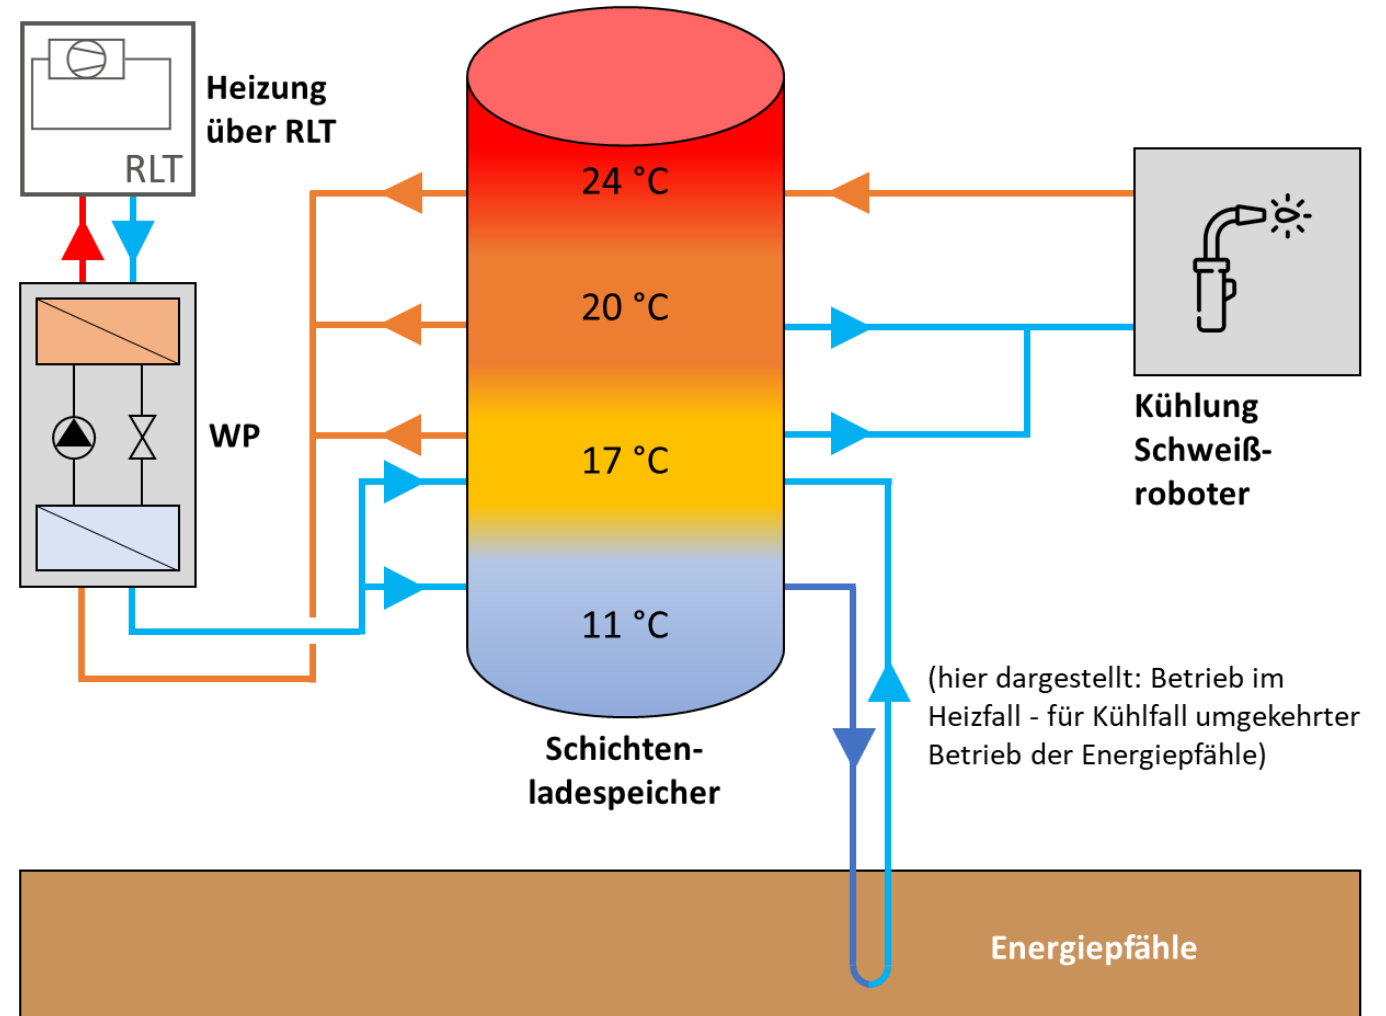 Heizung
über RLT
RLT
24 °C
20 °C
17 °C
11 °C
WP
Kühlung
Schweiß-
roboter
Schichten-
ladespeicher
(hier dargestellt: Betrieb im
Heizfall - für Kühlfall umgekehrter
Betrieb der Energiepfähle)
Energiepfähle